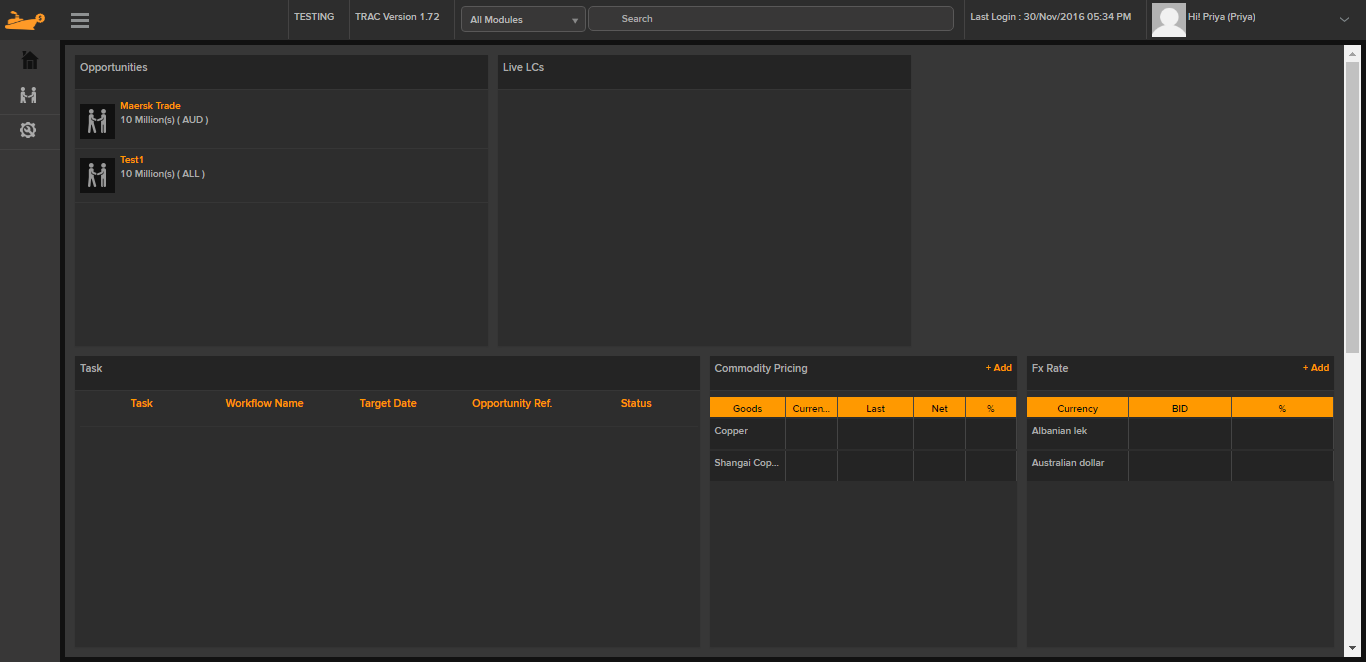 TESTING TRAC Version 1.72 All Modules Search Last Login : 30/Nov/2016 05:34 PM Hi! Priya (Priya)
Opportunities
Maersk Trade
10 Million(s) ( AUD )
Test1
10 Million(s) ( ALL )
Live LCs
Task
Task Workflow Name Target Date Opportunity Ref. Status
Commodity Pricing + Add
Goods Curren... Last Net %
Copper
Shangai Cop...
Fx Rate + Add
Currency BID %
Albanian lek
Australian dollar